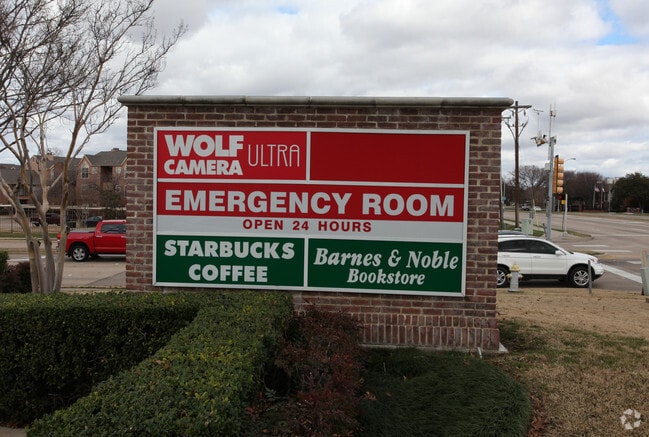 WOLF
CAMERA ULTRA
EMERGENCY ROOM
OPEN 24 HOURS
STARBUCKS
COFFEE
Barnes & Noble
Bookstore